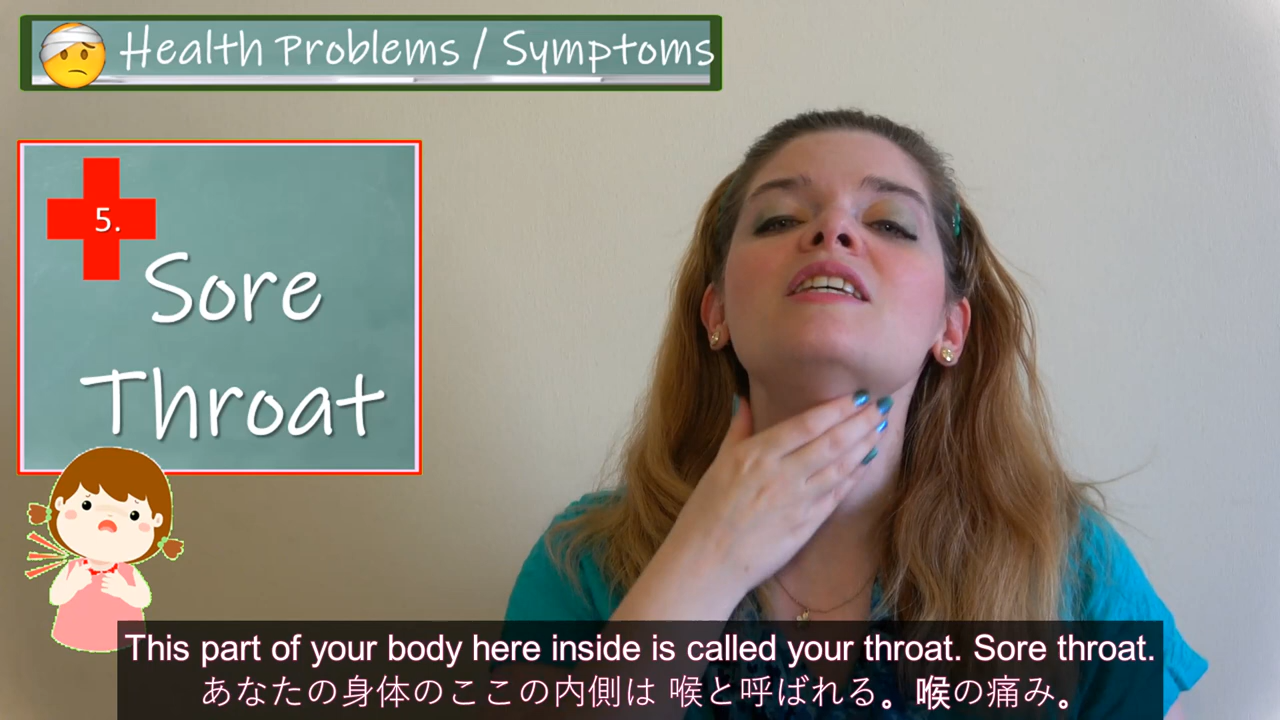 Health Problems / Symptoms
5.
Sore
Throat
This part of your body here inside is called your throat. Sore throat.
あなたの身体のここの内側は 喉と呼ばれる。喉の痛み。